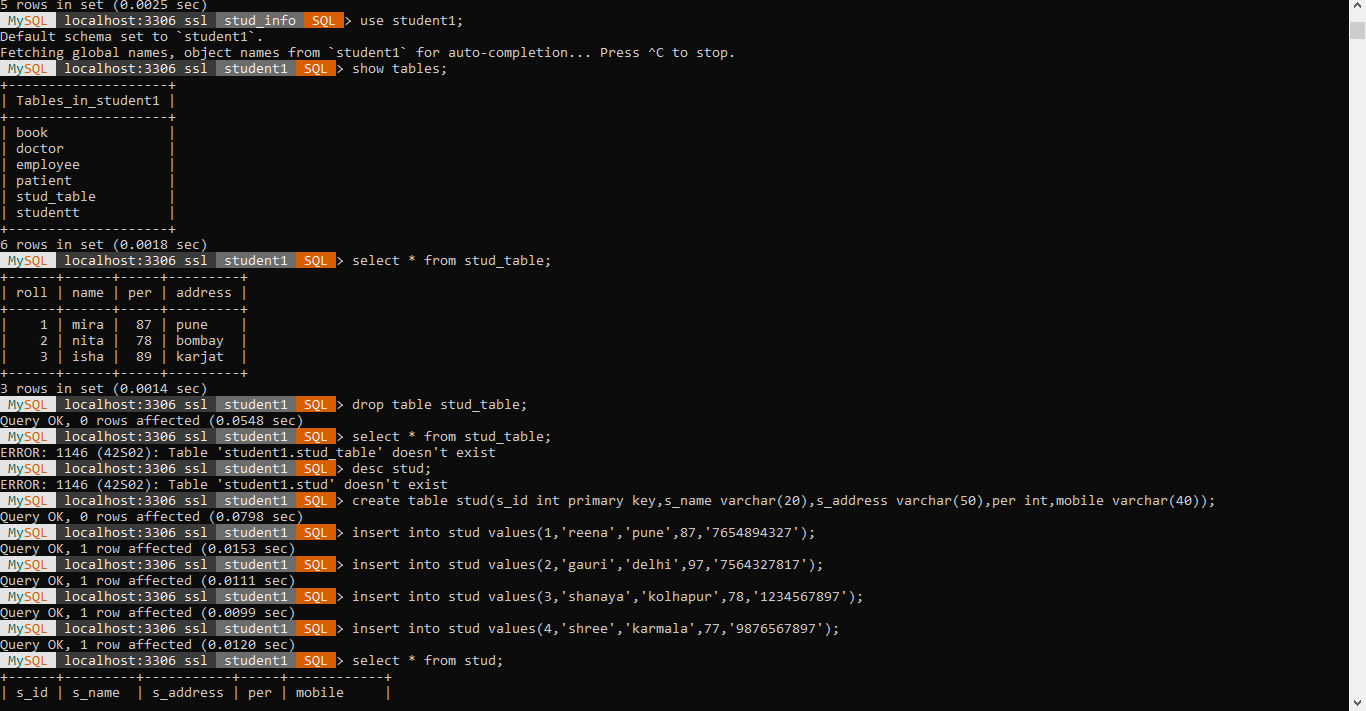 5 rows in set (0.0025 sec)
MySQL localhost:3306 ssl stud_info SQL > use student1;
Default schema set to `student1`.
Fetching global names, object names from `student1` for auto-completion... Press ^C to stop.
MySQL localhost:3306 ssl student1 SQL > show tables;
+--------------------+
| Tables_in_student1 |
+--------------------+
| book               |
| doctor             |
| employee           |
| patient            |
| stud_table         |
| studentt           |
+--------------------+
6 rows in set (0.0018 sec)
MySQL localhost:3306 ssl student1 SQL > select * from stud_table;
+------+------+-----+---------+
| roll | name | per | address |
+------+------+-----+---------+
|    1 | mira |  87 | pune    |
|    2 | nita |  78 | bombay  |
|    3 | isha |  89 | karjat  |
+------+------+-----+---------+
3 rows in set (0.0014 sec)
MySQL localhost:3306 ssl student1 SQL > drop table stud_table;
Query OK, 0 rows affected (0.0548 sec)
MySQL localhost:3306 ssl student1 SQL > select * from stud_table;
ERROR: 1146 (42S02): Table 'student1.stud_table' doesn't exist
MySQL localhost:3306 ssl student1 SQL > desc stud;
ERROR: 1146 (42S02): Table 'student1.stud' doesn't exist
MySQL localhost:3306 ssl student1 SQL > create table stud(s_id int primary key,s_name varchar(20),s_address varchar(50),per int,mobile varchar(40));
Query OK, 0 rows affected (0.0798 sec)
MySQL localhost:3306 ssl student1 SQL > insert into stud values(1,'reena','pune',87,'7654894327');
Query OK, 1 row affected (0.0153 sec)
MySQL localhost:3306 ssl student1 SQL > insert into stud values(2,'gauri','delhi',97,'7564327817');
Query OK, 1 row affected (0.0111 sec)
MySQL localhost:3306 ssl student1 SQL > insert into stud values(3,'shanaya','kolhapur',78,'1234567897');
Query OK, 1 row affected (0.0099 sec)
MySQL localhost:3306 ssl student1 SQL > insert into stud values(4,'shree','karmala',77,'9876567897');
Query OK, 1 row affected (0.0120 sec)
MySQL localhost:3306 ssl student1 SQL > select * from stud;
+------+---------+-----------+-----+------------+
| s_id | s_name  | s_address | per | mobile     |